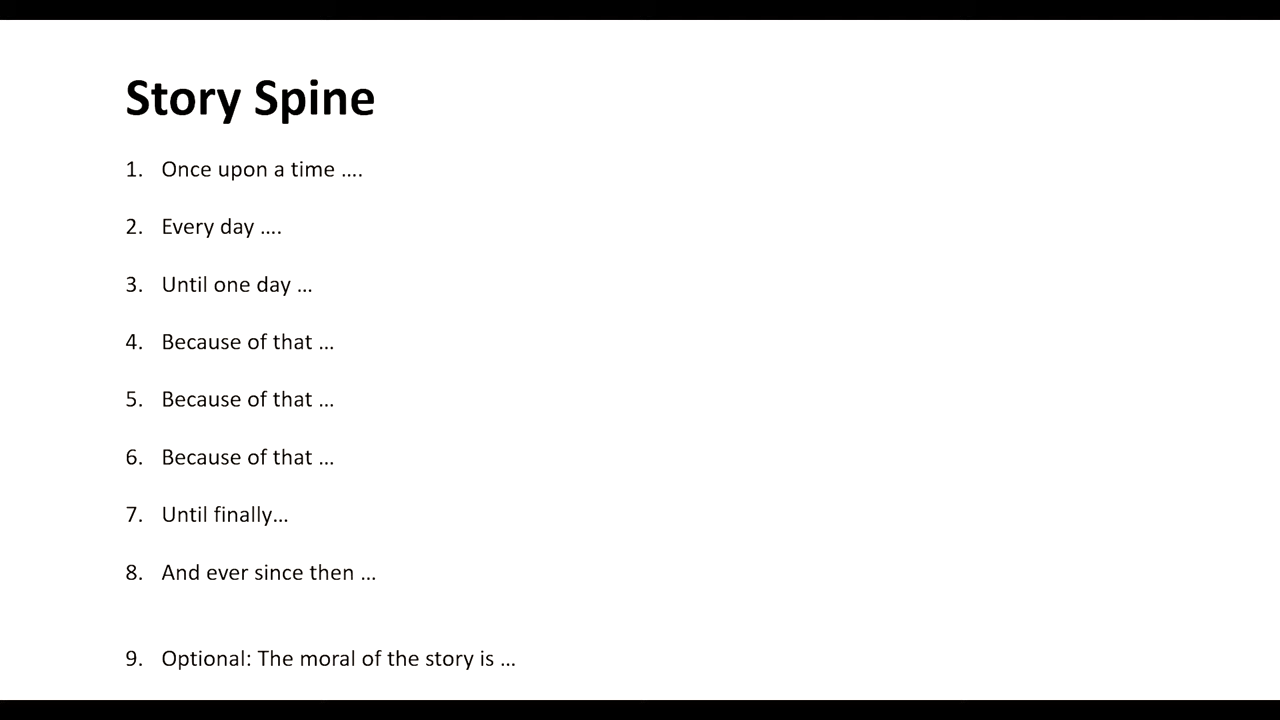 Story Spine
1. Once upon a time ....
2. Every day ....
3. Until one day ...
4. Because of that ...
5. Because of that ...
6. Because of that ...
7. Until finally...
8. And ever since then ...
9. Optional: The moral of the story is ...